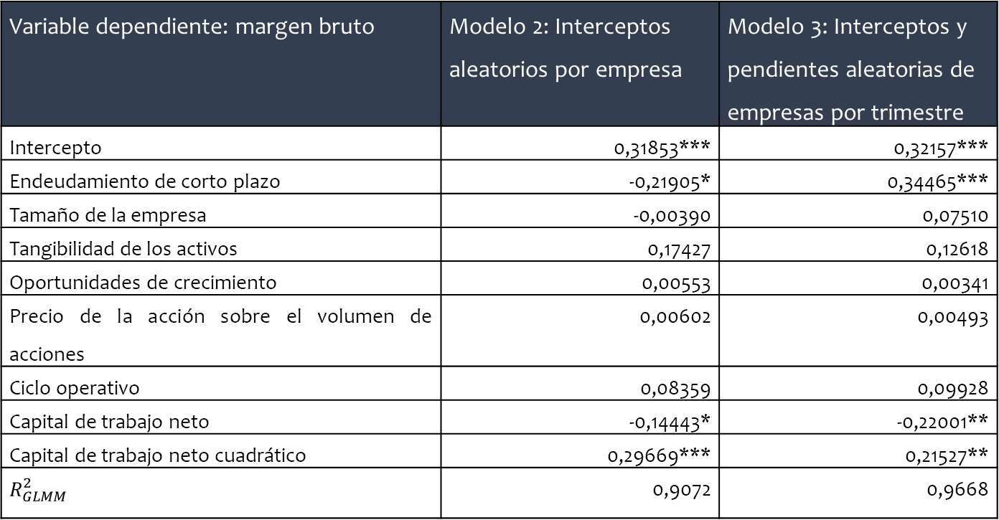 Variable dependiente: margen bruto
Modelo 2: Interceptos
aleatorios por empresa
Modelo 3: Interceptos y
pendientes aleatorias de
empresas por trimestre
Intercepto 0,31853*** 0,32157***
Endeudamiento de corto plazo -0,21905* 0,34465***
Tamaño de la empresa -0,00390 0,07510
Tangibilidad de los activos 0,17427 0,12618
Oportunidades de crecimiento 0,00553 0,00341
Precio de la acción sobre el volumen de
acciones
0,00602 0,00493
Ciclo operativo 0,08359 0,09928
Capital de trabajo neto -0,14443* -0,22001**
Capital de trabajo neto cuadrático 0,29669*** 0,21527**
R²GLMM 0,9072 0,9668